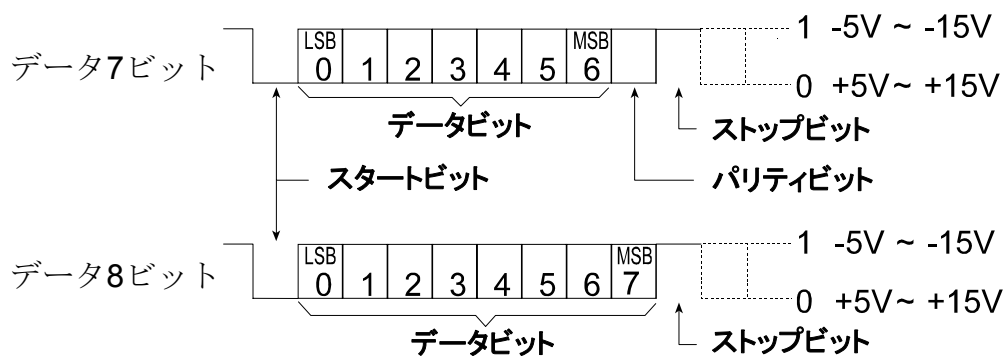 LSB MSB 1 -5V ~ -15V
データ7ビット 0 1 2 3 4 5 6
0 +5V~ +15V
データビット ストップビット
スタートビット パリティビット
LSB MSB 1 -5V ~ -15V
データ8ビット 0 1 2 3 4 5 6 7
0 +5V~ +15V
データビット ストップビット